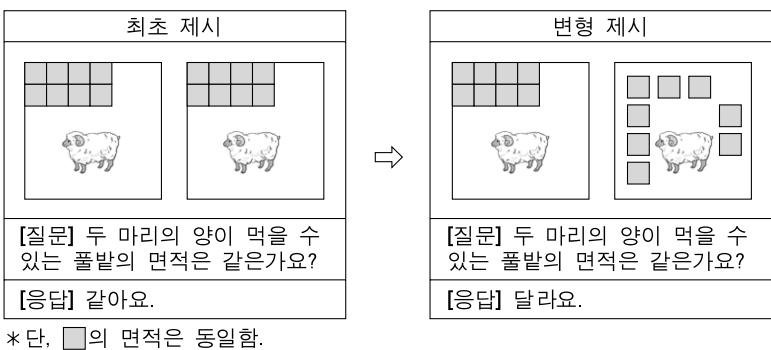 최초 제시
[질문] 두 마리의 양이 먹을 수
있는 풀밭의 면적은 같은가요?
[응답] 같아요.
변형 제시
[질문] 두 마리의 양이 먹을 수
있는 풀밭의 면적은 같은가요?
[응답] 달라요.
*단, 의 면적은 동일함.